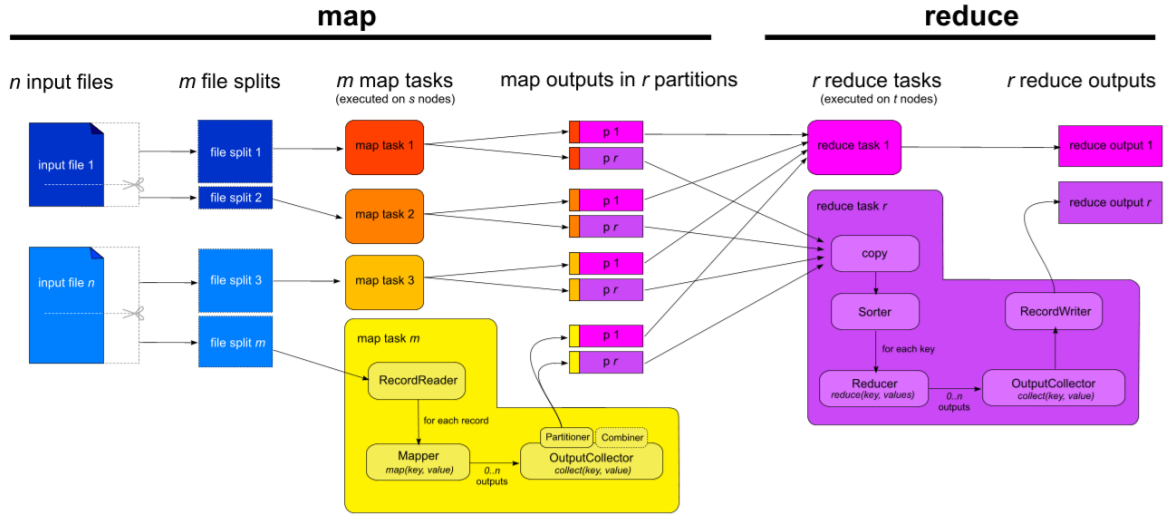 map
reduce
n input files
m file splits
m map tasks
(executed on s nodes)
map outputs in r partitions
r reduce tasks
(executed on t nodes)
r reduce outputs
input file 1
file split 1
file split 2
map task 1
map task 2
p 1
p r
p 1
p r
reduce task 1
reduce output 1
reduce output r
input file n
file split 3
file split m
map task 3
p 1
p r
p 1
p r
map task m
RecordReader
for each record
Mapper
map(key, value)
0..n
outputs
Partitioner
Combiner
OutputCollector
collect(key, value)
reduce task r
copy
Sorter
for each key
Reducer
reduce(key, values)
0..n
outputs
RecordWriter
OutputCollector
collect(key, value)